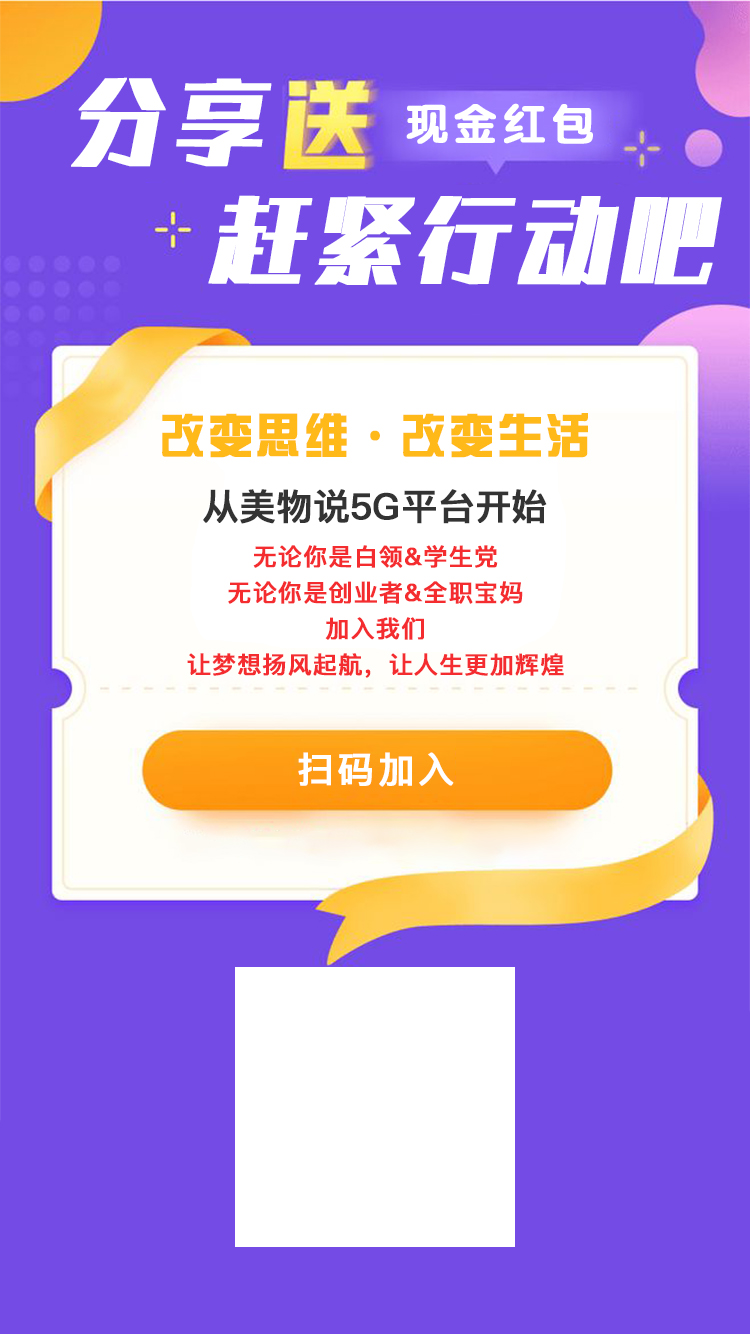 分享送 现金红包
赶紧行动吧
改变思维·改变生活
从美物说5G平台开始
无论你是白领&学生党
无论你是创业者&全职宝妈
加入我们
让梦想扬风起航，让人生更加辉煌
扫码加入